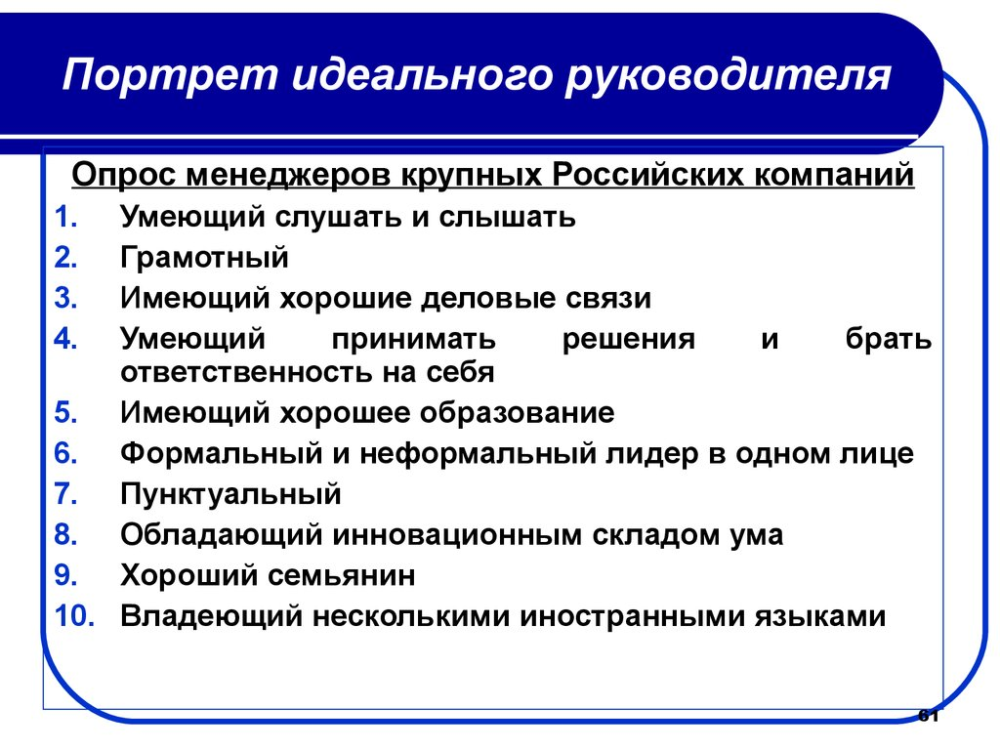 Портрет идеального руководителя
Опрос менеджеров крупных Российских компаний
1. Умеющий слушать и слышать
2. Грамотный
3. Имеющий хорошие деловые связи
4. Умеющий принимать решения и брать
ответственность на себя
5. Имеющий хорошее образование
6. Формальный и неформальный лидер в одном лице
7. Пунктуальный
8. Обладающий инновационным складом ума
9. Хороший семьянин
10. Владеющий несколькими иностранными языками
61